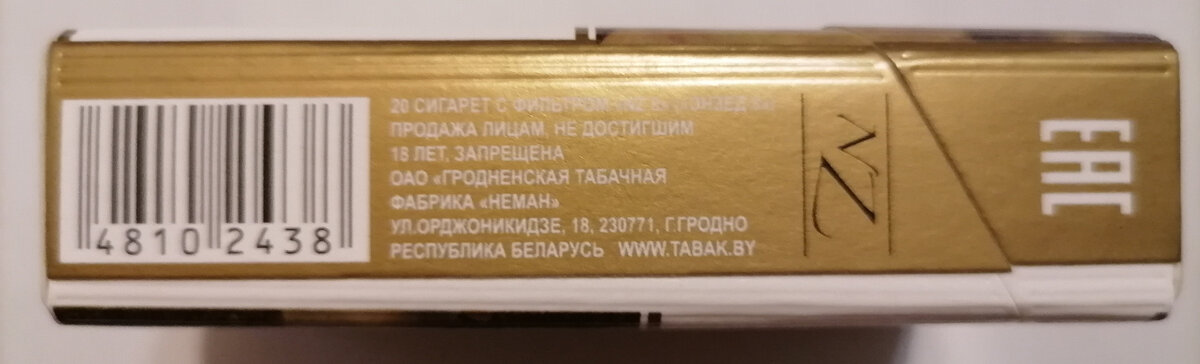 20 СИГАРЕТ С ФИЛЬТРОМ
ПРОДАЖА ЛИЦАМ, НЕ ДОСТИГШИМ
18 ЛЕТ, ЗАПРЕЩЕНА
ОАО «ГРОДНЕНСКАЯ ТАБАЧНАЯ
ФАБРИКА «НЕМАН»
УЛ.ОРДЖОНИКИДЗЕ, 18, 230771, Г.ГРОДНО
РЕСПУБЛИКА БЕЛАРУСЬ WWW.TABAK.BY
4810 2438
NZ
EAC